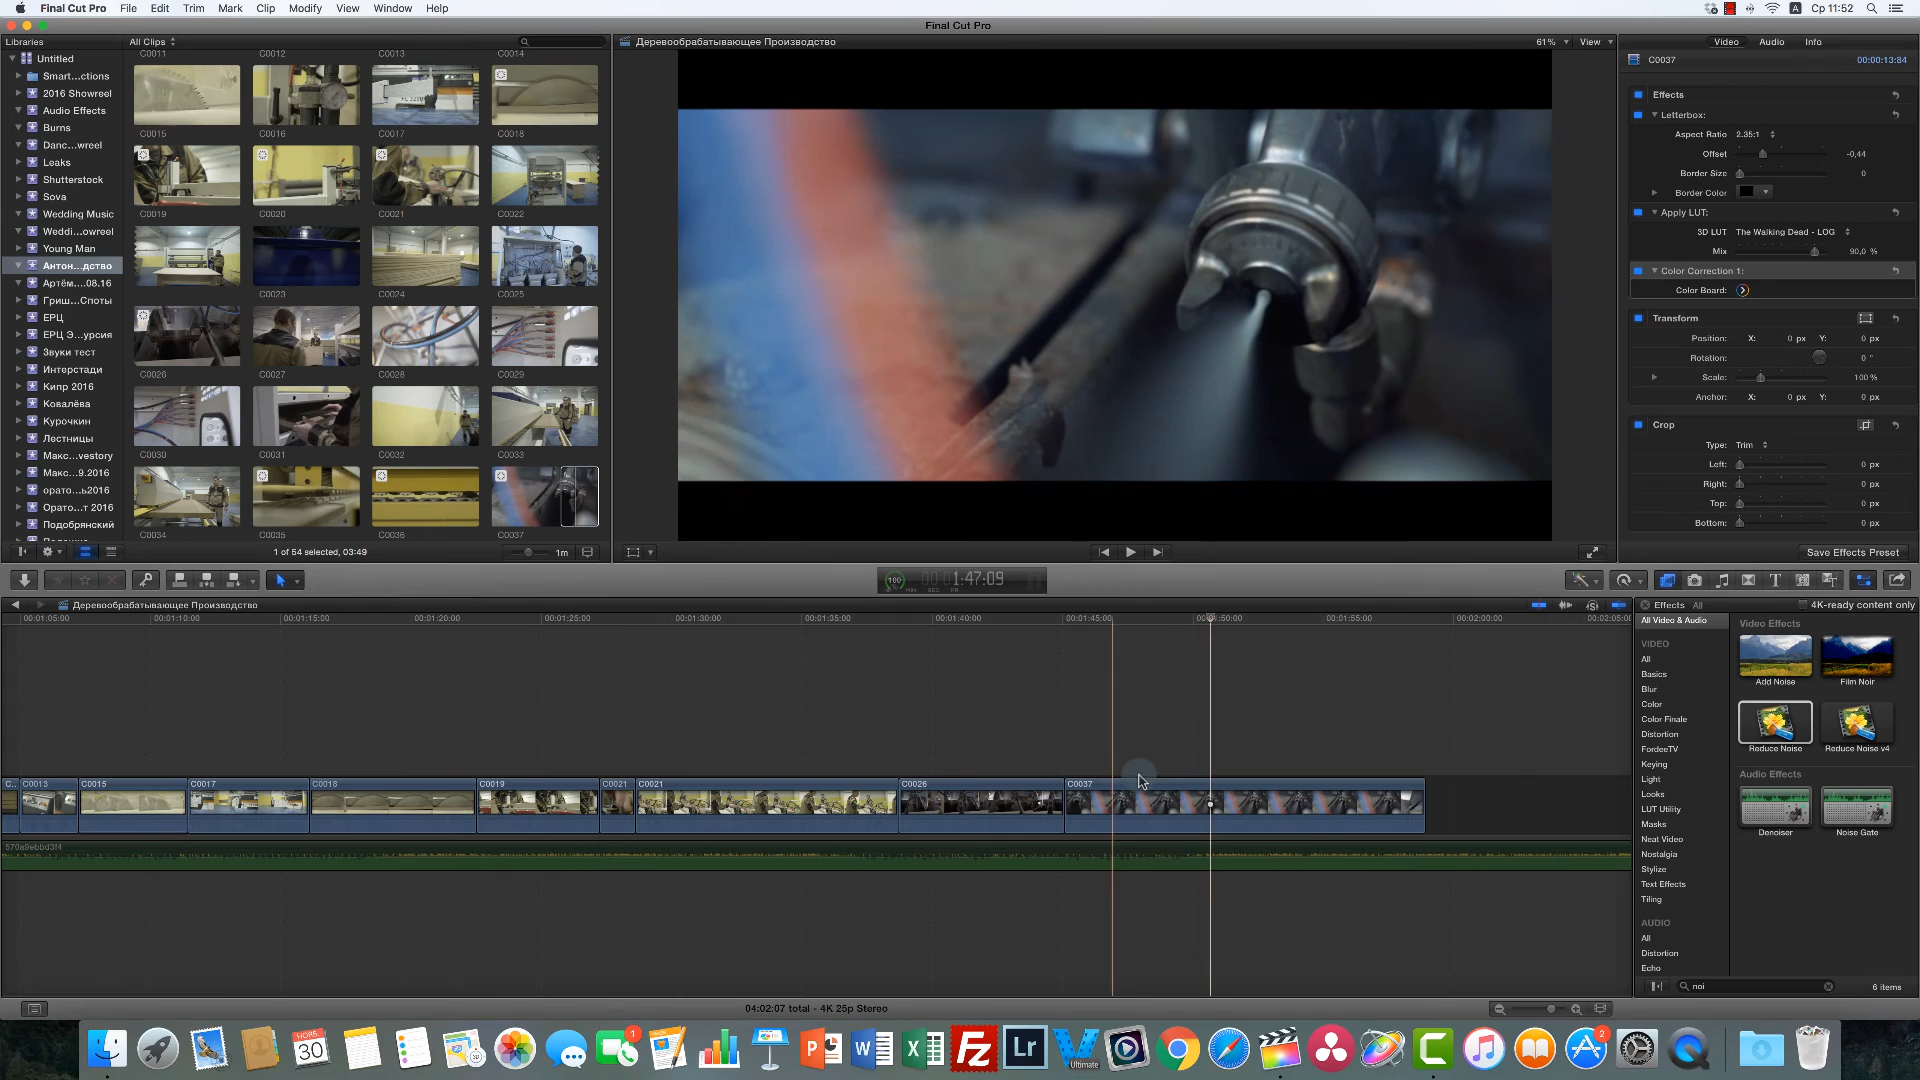 Final Cut Pro File Edit Trim Mark Clip Modify View Window Help
A Ср 11:52
Final Cut Pro
Libraries
Untitled
Smart...ctions
2016 Showreel
Audio Effects
Burns
Danc...wreel
Leaks
Shutterstock
Sova
Wedding Music
Weddi...owreel
Young Man
Антон...дство
Артём....08.16
Гриш...Споты
ЕРЦ
ЕРЦ Э...урсия
Звуки тест
Интерстади
Кипр 2016
Ковалёва
Курочкин
Лестницы
Макс...vestory
Макс...9.2016
орато...ь2016
Орато...т 2016
Подобрянский
All Clips
C0011 C0012 C0013 C0014
C0015 C0016 C0017 C0018
C0019 C0020 C0021 C0022
C0023 C0024 C0025
C0026 C0027 C0028 C0029
C0030 C0031 C0032 C0033
C0034 C0035 C0036 C0037
1 of 54 selected, 03:49
1m
Деревообрабатывающее Производство
61% View
Video Audio Info
C0037 00:00:13:84
Effects
Letterbox:
Aspect Ratio 2.35:1
Offset -0,44
Border Size 0
Border Color
Apply LUT:
3D LUT The Walking Dead - LOG
Mix 90,0 %
Color Correction 1:
Color Board:
Transform
Position: X: 0 px Y: 0 px
Rotation: 0 °
Scale: 100 %
Anchor: X: 0 px Y: 0 px
Crop
Type: Trim
Left: 0 px
Right: 0 px
Top: 0 px
Bottom: 0 px
Save Effects Preset
100 00:00:1:47:09
Деревообрабатывающее Производство
00:01:05:00 00:01:10:00 00:01:15:00 00:01:20:00 00:01:25:00 00:01:30:00 00:01:35:00 00:01:40:00 00:01:45:00 00:01:50:00 00:01:55:00 00:02:00:00 00:02:05:00
C... C0013 C0015 C0017 C0018 C0019 C0021 C0021 C0026 C0037
570a9ebbd3f4
04:02:07 total - 4K 25p Stereo
Effects All 4K-ready content only
All Video & Audio
VIDEO
All
Basics
Blur
Color
Color Finale
Distortion
FordeeTV
Keying
Light
Looks
LUT Utility
Masks
Neat Video
Nostalgia
Stylize
Text Effects
Tiling
AUDIO
All
Distortion
Echo
Video Effects
Add Noise Film Noir
Reduce Noise Reduce Noise v4
Audio Effects
Denoiser Noise Gate
noi
6 items
НОЯБ.
30
1
P W X Fz Lr
Ultimate
C
2